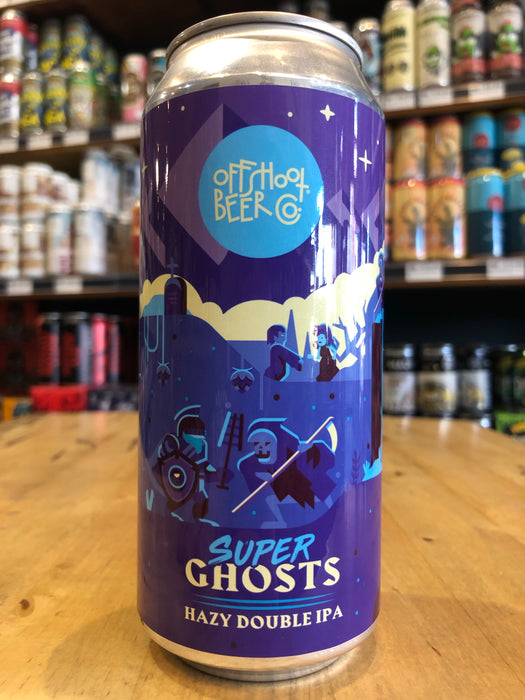 OFFSHOOT
BEER CO.
SUPER
GHOSTS
HAZY DOUBLE IPA